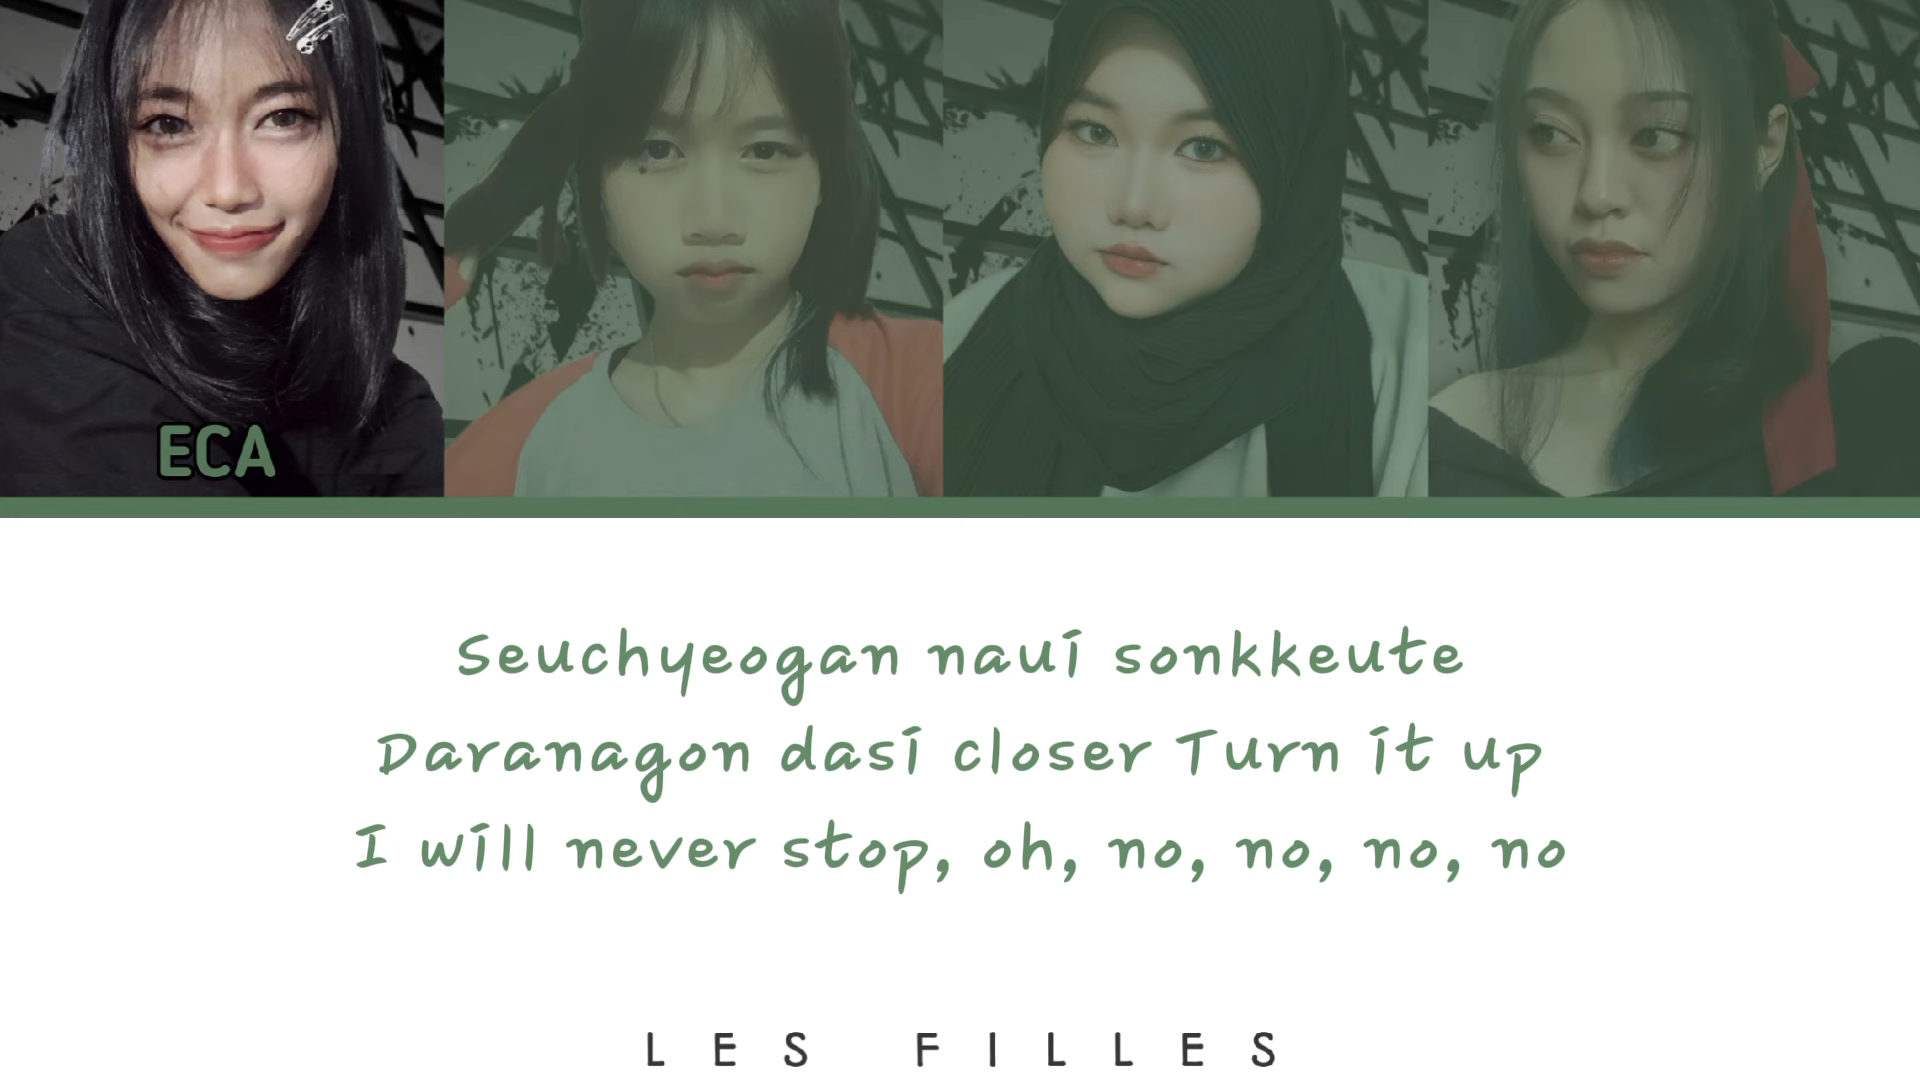 ECA
Seuchyeogan naui sonkkeute
Daranagon dasi closer Turn it up
I will never stop, oh, no, no, no, no
LES FILLES